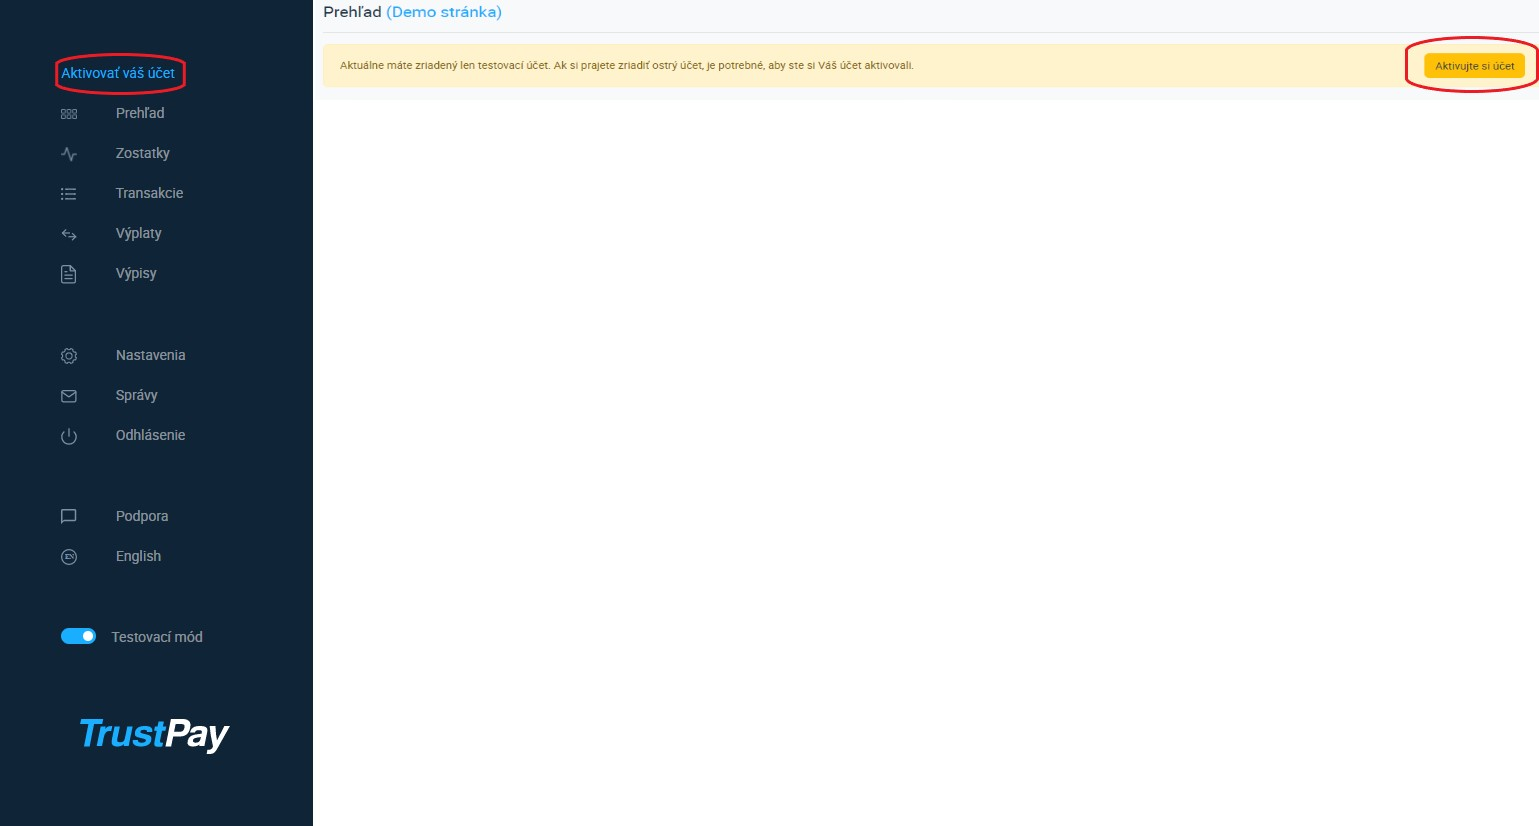 Aktivovať váš účet
Prehľad
Zostatky
Transakcie
Výplaty
Výpisy
Nastavenia
Správy
Odhlásenie
Podpora
EN English
Testovací mód
TrustPay
Prehľad (Demo stránka)
Aktuálne máte zriadený len testovací účet. Ak si prajete zriadiť ostrý účet, je potrebné, aby ste si Váš účet aktivovali.
Aktivujte si účet